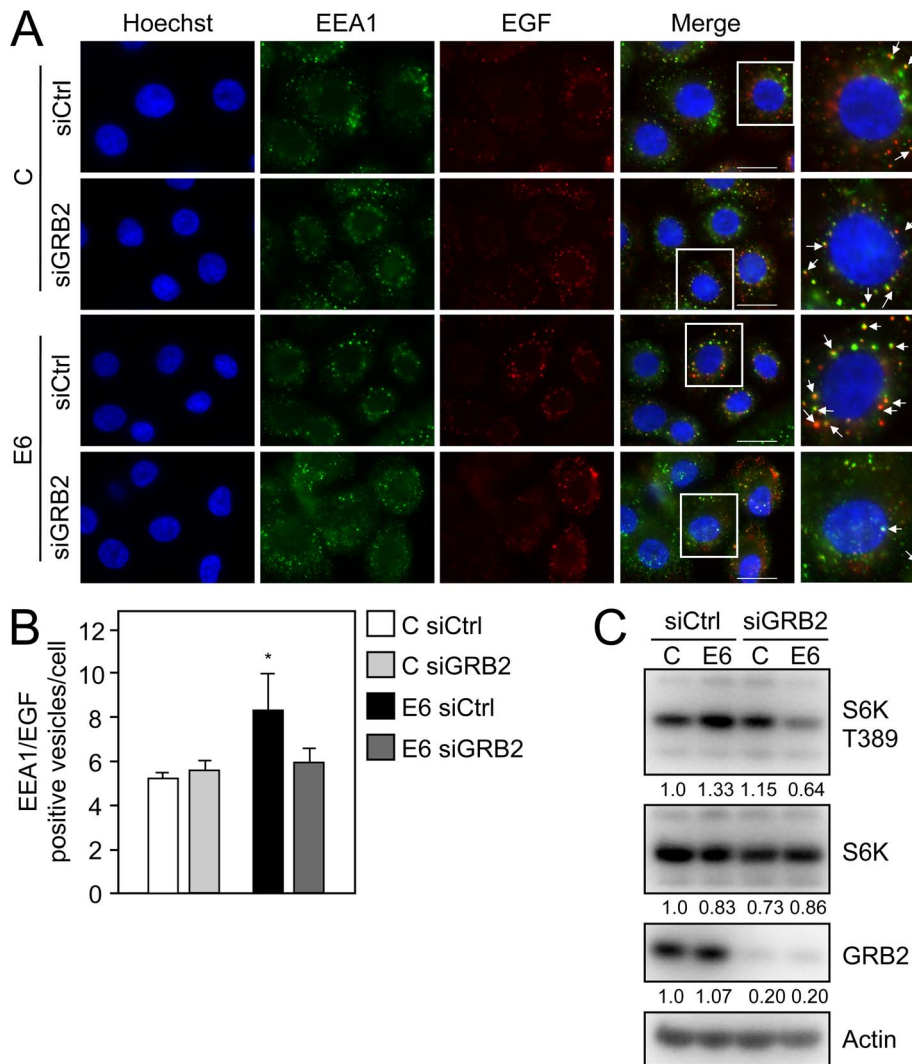 A
Hoechst EEA1 EGF Merge
C
siCtrl
siGRB2
E6
siCtrl
siGRB2
B
EEA1/EGF
positive vesicles/cell
12
10
8
6
4
2
0
*
C siCtrl
C siGRB2
E6 siCtrl
E6 siGRB2
C
siCtrl siGRB2
C E6 C E6
S6K
T389
1.0 1.33 1.15 0.64
S6K
1.0 0.83 0.73 0.86
GRB2
1.0 1.07 0.20 0.20
Actin